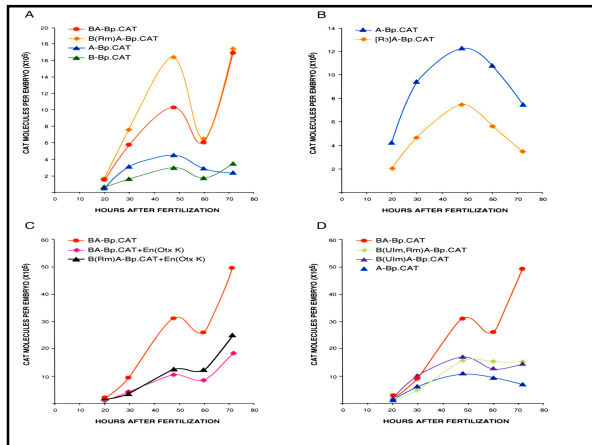 A
BA-Bp.CAT
B(Rm)A-Bp.CAT
A-Bp.CAT
B-Bp.CAT
CAT MOLECULES PER EMBRYO (X10⁵)
20
18
16
14
12
10
8
6
4
2
0 10 20 30 40 50 60 70 80
HOURS AFTER FERTILIZATION
B
A-Bp.CAT
[R₃]A-Bp.CAT
CAT MOLECULES PER EMBRYO (X10⁵)
14
12
10
8
6
4
2
0 10 20 30 40 50 60 70 80
HOURS AFTER FERTILIZATION
C
BA-Bp.CAT
BA-Bp.CAT+En(Otx K)
B(Rm)A-Bp.CAT+En(Otx K)
CAT MOLECULES PER EMBRYO (X10⁵)
60
50
40
30
20
10
0 10 20 30 40 50 60 70 80
HOURS AFTER FERTILIZATION
D
BA-Bp.CAT
B(UIm,Rm)A-Bp.CAT
B(UIm)A-Bp.CAT
A-Bp.CAT
CAT MOLECULES PER EMBRYO (X10⁵)
60
50
40
30
20
10
0 10 20 30 40 50 60 70 80
HOURS AFTER FERTILIZATION